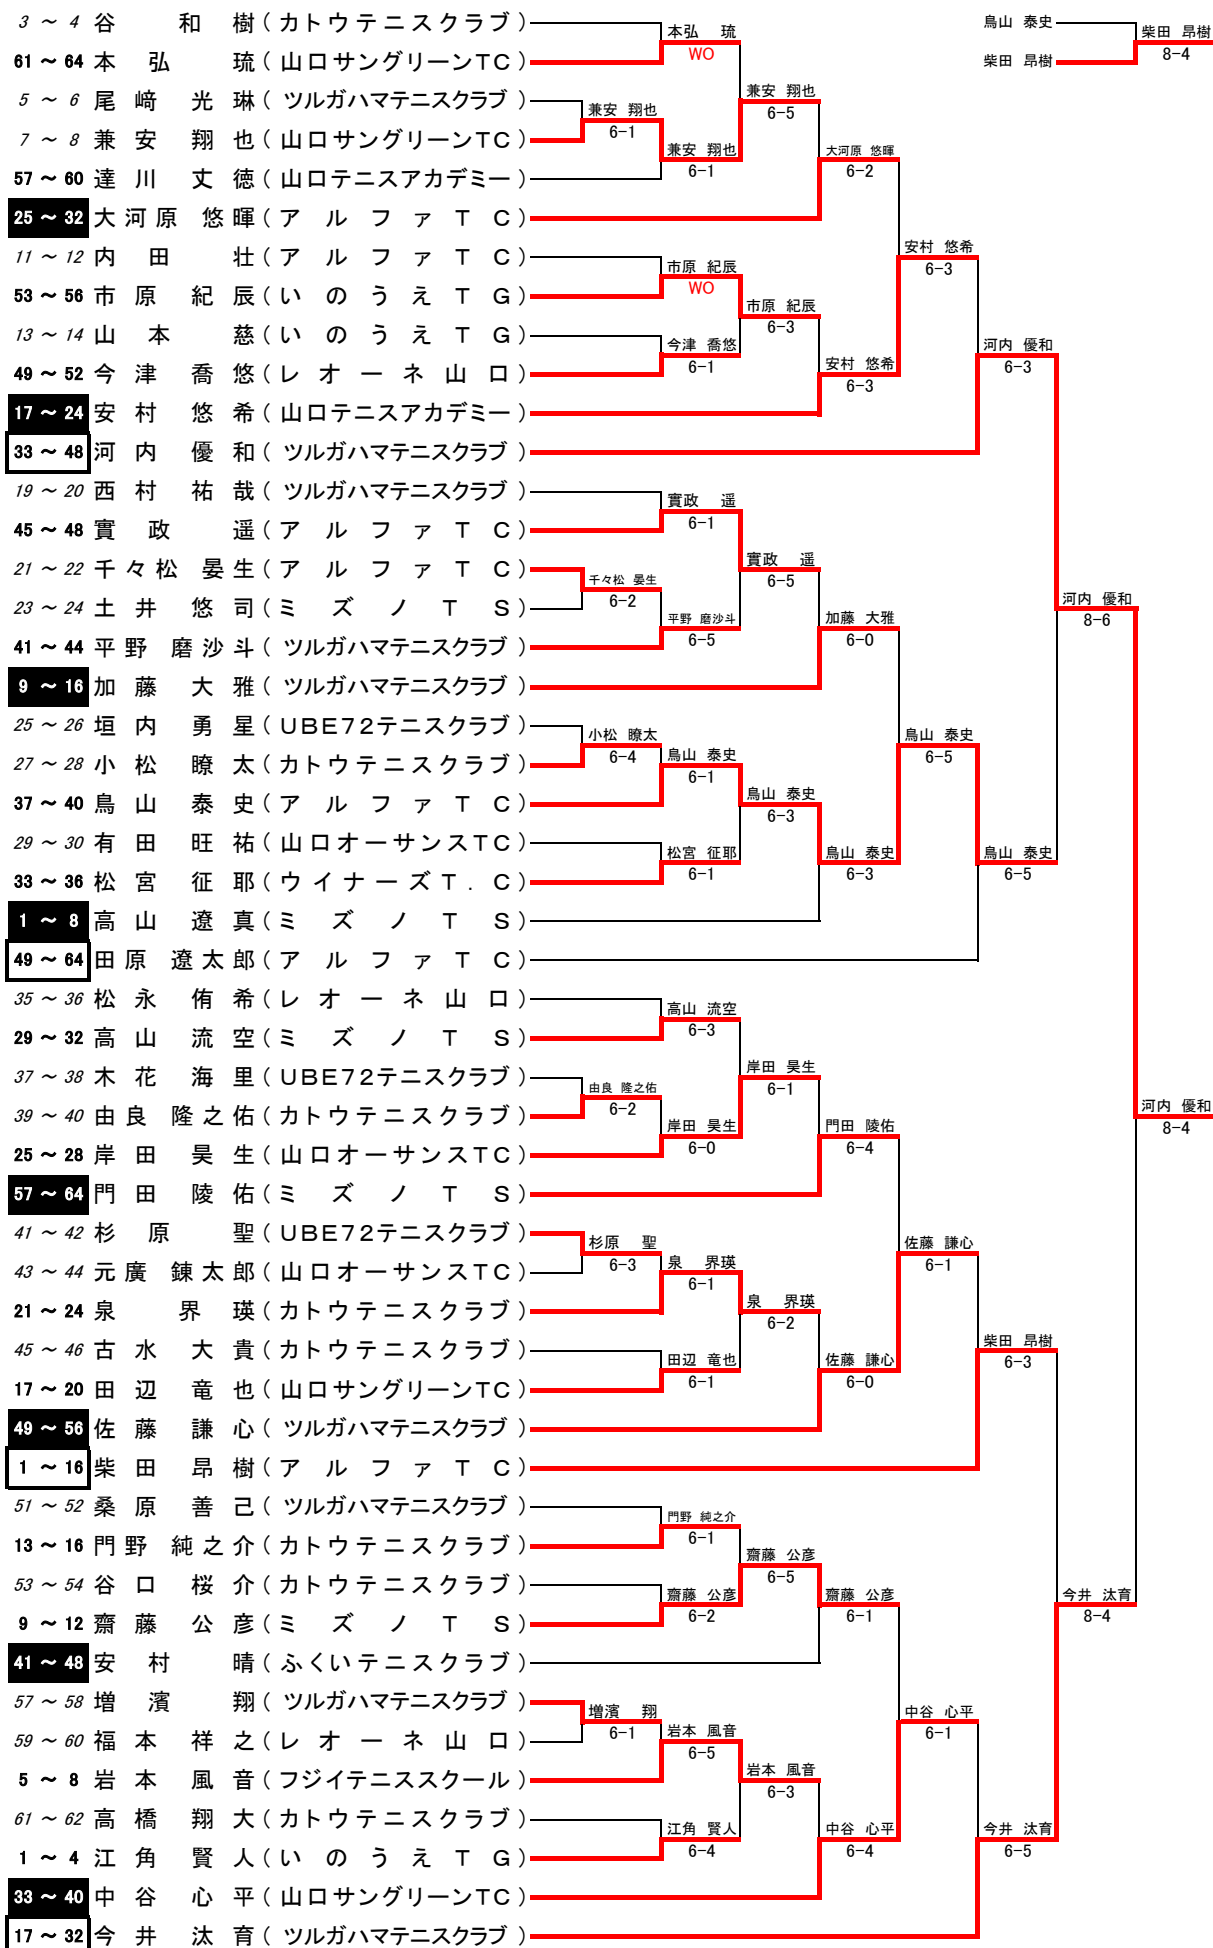 3 ～ 4 谷 和 樹 ( カトウテニスクラブ )
61 ～ 64 本 弘 琉 ( 山口サングリーンTC )
5 ～ 6 尾 﨑 光 琳 ( ツルガハマテニスクラブ )
7 ～ 8 兼 安 翔 也 ( 山口サングリーンTC )
57 ～ 60 達 川 丈 徳 ( 山口テニスアカデミー )
25 ～ 32 大 河 原 悠 暉 ( ア ル フ ァ T C )
11 ～ 12 内 田 壮 ( ア ル フ ァ T C )
53 ～ 56 市 原 紀 辰 ( い の う え T G )
13 ～ 14 山 本 慈 ( い の う え T G )
49 ～ 52 今 津 喬 悠 ( レ オ ー ネ 山 口 )
17 ～ 24 安 村 悠 希 ( 山口テニスアカデミー )
33 ～ 48 河 内 優 和 ( ツルガハマテニスクラブ )
19 ～ 20 西 村 祐 哉 ( ツルガハマテニスクラブ )
45 ～ 48 實 政 遥 ( ア ル フ ァ T C )
21 ～ 22 千 々 松 晏 生 ( ア ル フ ァ T C )
23 ～ 24 土 井 悠 司 ( ミ ズ ノ T S )
41 ～ 44 平 野 磨 沙 斗 ( ツルガハマテニスクラブ )
9 ～ 16 加 藤 大 雅 ( ツルガハマテニスクラブ )
25 ～ 26 垣 内 勇 星 ( UBE72テニスクラブ )
27 ～ 28 小 松 瞭 太 ( カトウテニスクラブ )
37 ～ 40 鳥 山 泰 史 ( ア ル フ ァ T C )
29 ～ 30 有 田 旺 祐 ( 山口オーサンスTC )
33 ～ 36 松 宮 征 耶 ( ウイナーズT. C )
1 ～ 8 高 山 遼 真 ( ミ ズ ノ T S )
49 ～ 64 田 原 遼 太 郎 ( ア ル フ ァ T C )
35 ～ 36 松 永 侑 希 ( レ オ ー ネ 山 口 )
29 ～ 32 高 山 流 空 ( ミ ズ ノ T S )
37 ～ 38 木 花 海 里 ( UBE72テニスクラブ )
39 ～ 40 由 良 隆 之 佑 ( カトウテニスクラブ )
25 ～ 28 岸 田 昊 生 ( 山口オーサンスTC )
57 ～ 64 門 田 陵 佑 ( ミ ズ ノ T S )
41 ～ 42 杉 原 聖 ( UBE72テニスクラブ )
43 ～ 44 元 廣 錬 太 郎 ( 山口オーサンスTC )
21 ～ 24 泉 界 瑛 ( カトウテニスクラブ )
45 ～ 46 古 水 大 貴 ( カトウテニスクラブ )
17 ～ 20 田 辺 竜 也 ( 山口サングリーンTC )
49 ～ 56 佐 藤 謙 心 ( ツルガハマテニスクラブ )
1 ～ 16 柴 田 昂 樹 ( ア ル フ ァ T C )
51 ～ 52 桑 原 善 己 ( ツルガハマテニスクラブ )
13 ～ 16 門 野 純 之 介 ( カトウテニスクラブ )
53 ～ 54 谷 口 桜 介 ( カトウテニスクラブ )
9 ～ 12 齋 藤 公 彦 ( ミ ズ ノ T S )
41 ～ 48 安 村 晴 ( ふくいテニスクラブ )
57 ～ 58 増 濱 翔 ( ツルガハマテニスクラブ )
59 ～ 60 福 本 祥 之 ( レ オ ー ネ 山 口 )
5 ～ 8 岩 本 風 音 ( フジイテニススクール )
61 ～ 62 高 橋 翔 大 ( カトウテニスクラブ )
1 ～ 4 江 角 賢 人 ( い の う え T G )
33 ～ 40 中 谷 心 平 ( 山口サングリーンTC )
17 ～ 32 今 井 汰 育 ( ツルガハマテニスクラブ )
兼安 翔也
6-1
千々松 晏生
6-2
小松 瞭太
6-4
由良 隆之佑
6-2
杉原 聖
6-3
増濱 翔
6-1
本弘 琉
WO
兼安 翔也
6-1
市原 紀辰
WO
今津 喬悠
6-1
實政 遥
6-1
平野 磨沙斗
6-5
鳥山 泰史
6-1
松宮 征耶
6-1
高山 流空
6-3
岸田 昊生
6-0
泉 界瑛
6-1
田辺 竜也
6-1
門野 純之介
6-1
齋藤 公彦
6-2
岩本 風音
6-5
江角 賢人
6-4
兼安 翔也
6-5
市原 紀辰
6-3
實政 遥
6-5
鳥山 泰史
6-3
岸田 昊生
6-1
泉 界瑛
6-2
齋藤 公彦
6-5
岩本 風音
6-3
大河原 悠暉
6-2
安村 悠希
6-3
加藤 大雅
6-0
鳥山 泰史
6-3
門田 陵佑
6-4
佐藤 謙心
6-0
齋藤 公彦
6-1
中谷 心平
6-4
安村 悠希
6-3
鳥山 泰史
6-5
佐藤 謙心
6-1
中谷 心平
6-1
河内 優和
6-3
鳥山 泰史
6-5
柴田 昂樹
6-3
今井 汰育
6-5
河内 優和
8-6
今井 汰育
8-4
河内 優和
8-4
鳥山 泰史
柴田 昂樹
柴田 昂樹
8-4